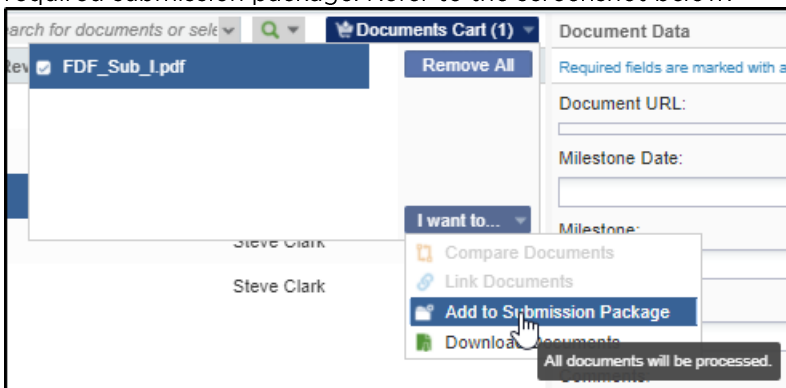 required submission package. Refer to the screenshot below.
earch for documents or sele
Documents Cart (1)
Document Data
Rev
FDF_Sub_I.pdf
Remove All
Required fields are marked with a
Document URL:
Milestone Date:
I want to...
Milestone:
Steve Clark
Compare Documents
Steve Clark
Link Documents
Add to Submission Package
Download Documents
All documents will be processed.
Comments: